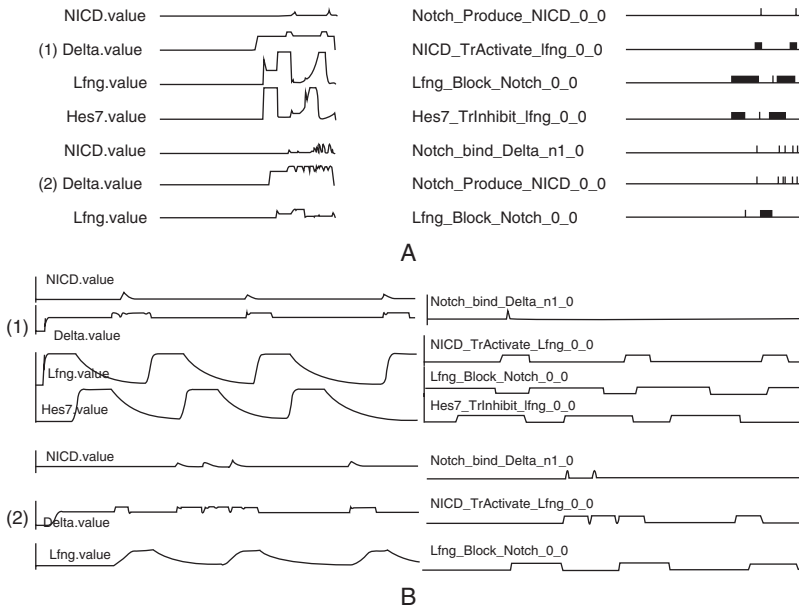 NICD.value
(1) Delta.value
Lfng.value
Hes7.value
NICD.value
(2) Delta.value
Lfng.value
Notch_Produce_NICD_0_0
NICD_TrActivate_lfng_0_0
Lfng_Block_Notch_0_0
Hes7_TrInhibit_lfng_0_0
Notch_bind_Delta_n1_0
Notch_Produce_NICD_0_0
Lfng_Block_Notch_0_0
A
(1)
NICD.value
Delta.value
Lfng.value
Hes7.value
Notch_bind_Delta_n1_0
NICD_TrActivate_Lfng_0_0
Lfng_Block_Notch_0_0
Hes7_TrInhibit_lfng_0_0
(2)
NICD.value
Delta.value
Lfng.value
Notch_bind_Delta_n1_0
NICD_TrActivate_Lfng_0_0
Lfng_Block_Notch_0_0
B